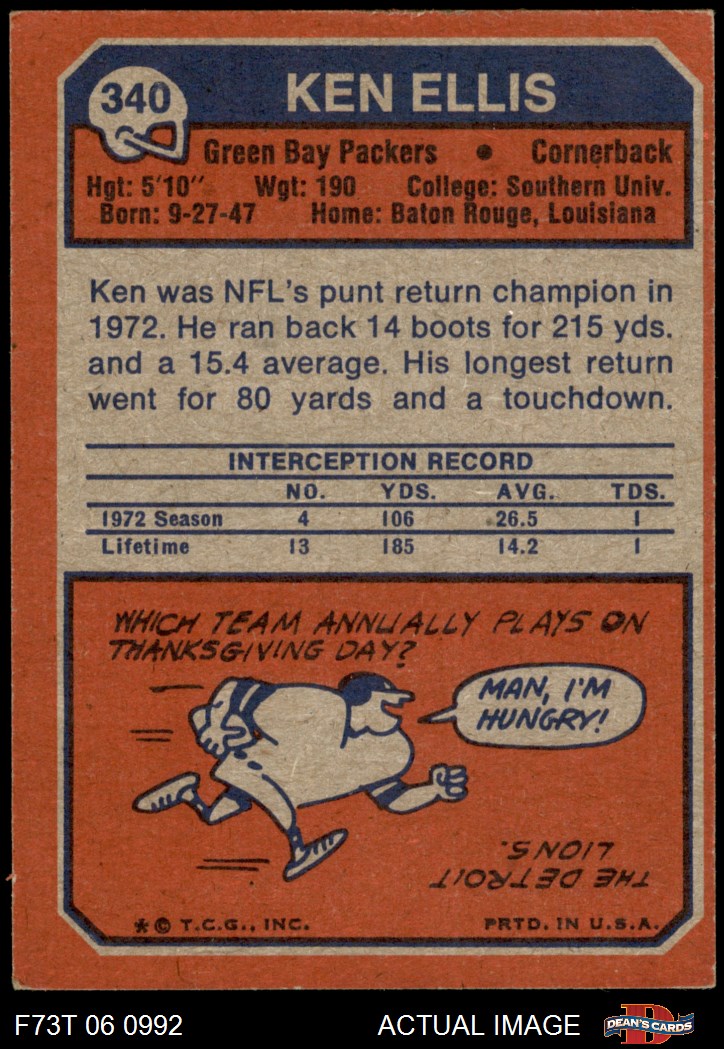 340
KEN ELLIS
Green Bay Packers • Cornerback
Hgt: 5'10" Wgt: 190 College: Southern Univ.
Born: 9-27-47 Home: Baton Rouge, Louisiana
Ken was NFL's punt return champion in
1972. He ran back 14 boots for 215 yds.
and a 15.4 average. His longest return
went for 80 yards and a touchdown.
INTERCEPTION RECORD
NO. YDS. AVG. TDS.
1972 Season 4 106 26.5 1
Lifetime 13 185 14.2 1
WHICH TEAM ANNUALLY PLAYS ON
THANKSGIVING DAY?
MAN, I'M
HUNGRY!
THE DETROIT
LIONS.
* © T.C.G., INC. PRTD. IN U.S.A.
F73T 06 0992 ACTUAL IMAGE
D
DEAN'S CARDS